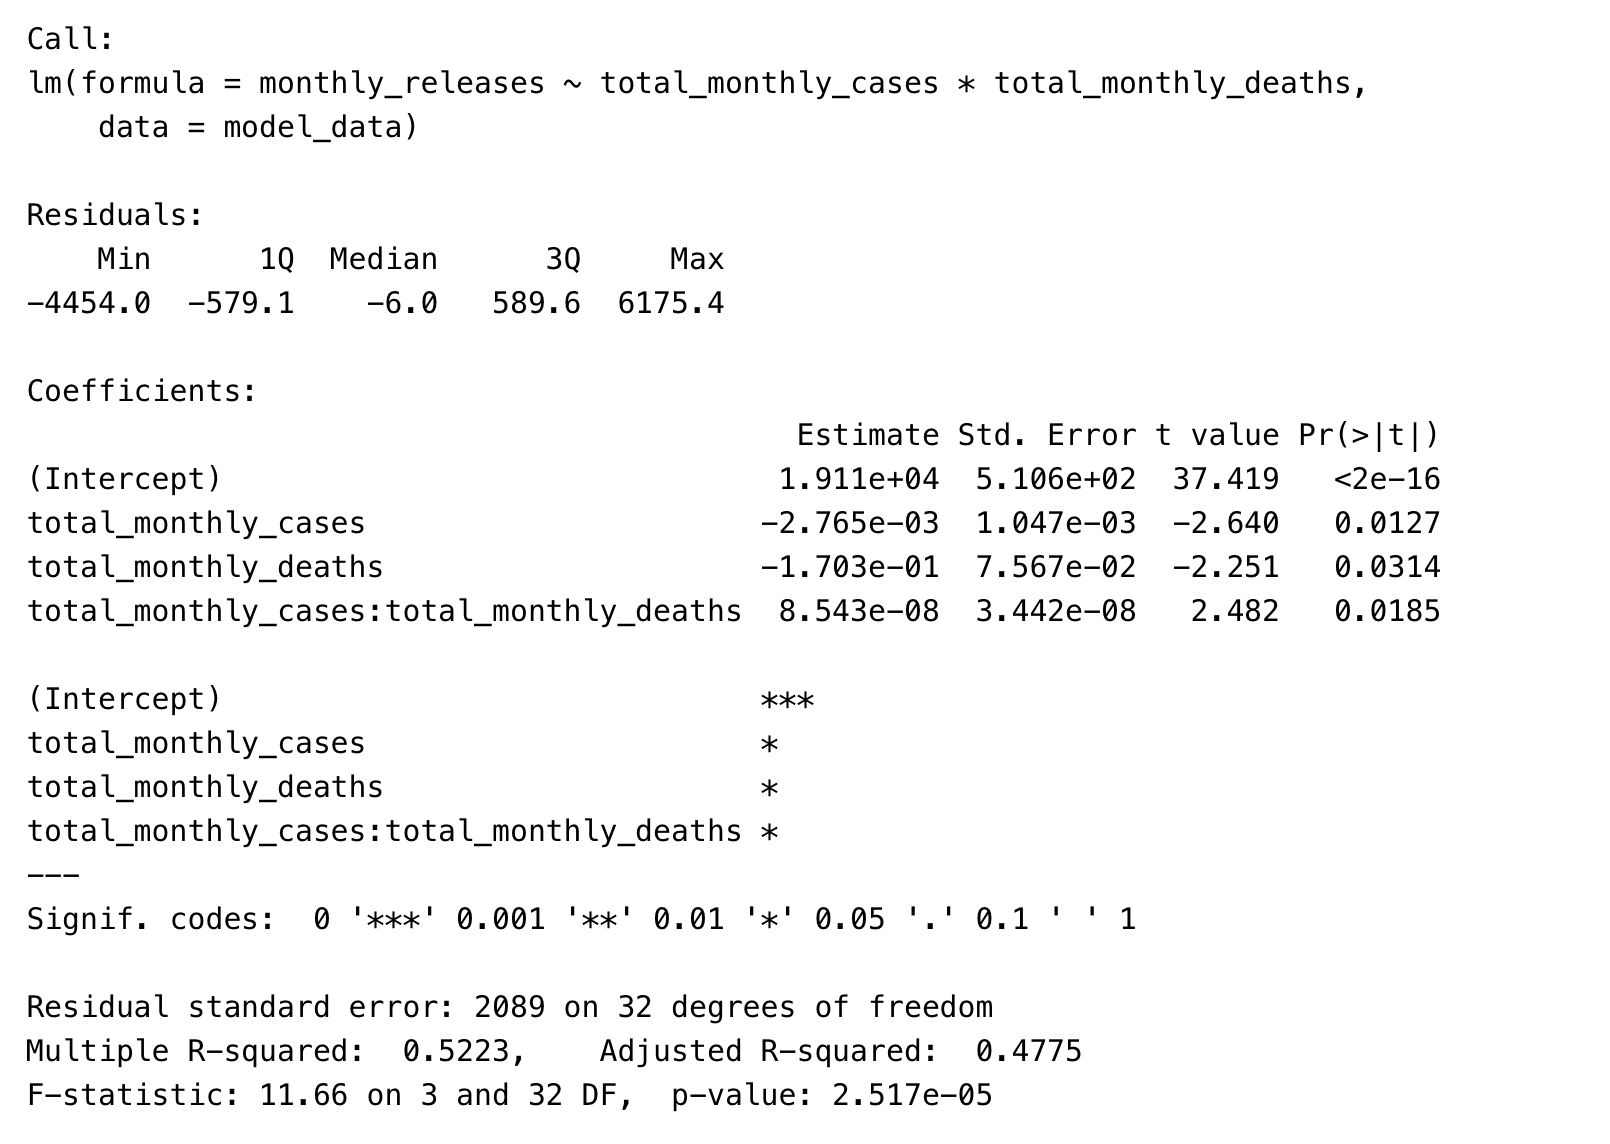 Call:
lm(formula = monthly_releases ~ total_monthly_cases * total_monthly_deaths,
    data = model_data)

Residuals:
    Min      1Q  Median      3Q     Max
-4454.0  -579.1    -6.0   589.6  6175.4

Coefficients:
                                           Estimate Std. Error t value Pr(>|t|)
(Intercept)                               1.911e+04  5.106e+02  37.419   <2e-16
total_monthly_cases                      -2.765e-03  1.047e-03  -2.640   0.0127
total_monthly_deaths                     -1.703e-01  7.567e-02  -2.251   0.0314
total_monthly_cases:total_monthly_deaths  8.543e-08  3.442e-08   2.482   0.0185

(Intercept)                              ***
total_monthly_cases                      *
total_monthly_deaths                     *
total_monthly_cases:total_monthly_deaths *
---
Signif. codes:  0 '***' 0.001 '**' 0.01 '*' 0.05 '.' 0.1 ' ' 1

Residual standard error: 2089 on 32 degrees of freedom
Multiple R-squared:  0.5223,    Adjusted R-squared:  0.4775
F-statistic: 11.66 on 3 and 32 DF,  p-value: 2.517e-05